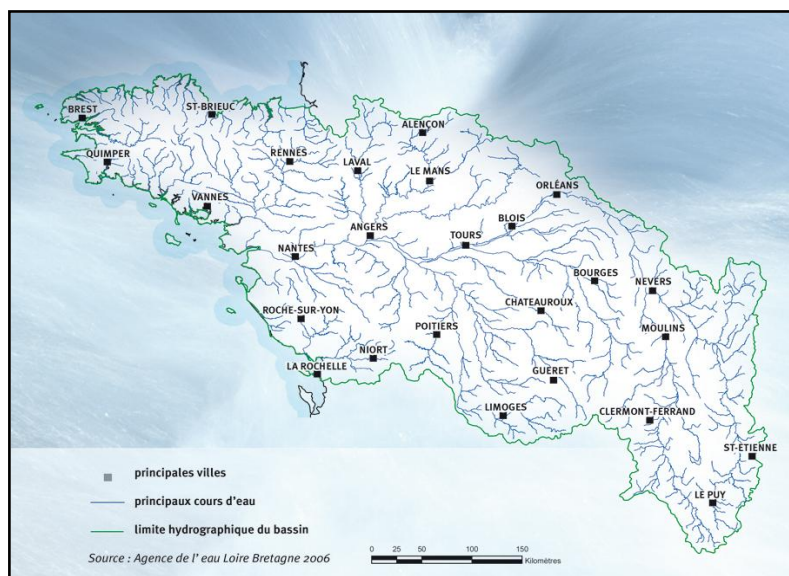 ALENÇON
ST-BRIEUC
BREST
QUIMPER
RENNES
LAVAL
LE MANS
ORLÉANS
VANNES
BLOIS
ANGERS
TOURS
NANTES
BOURGES
NEVERS
CHATEAUROUX
ROCHE-SUR-YON
POITIERS
MOULINS
NIORT
LA ROCHELLE
GUÉRET
LIMOGES
CLERMONT-FERRAND
ST-ETIENNE
LE PUY
principales villes
principaux cours d'eau
limite hydrographique du bassin
Source : Agence de l' eau Loire Bretagne 2006
0 25 50 100 150
Kilomètres